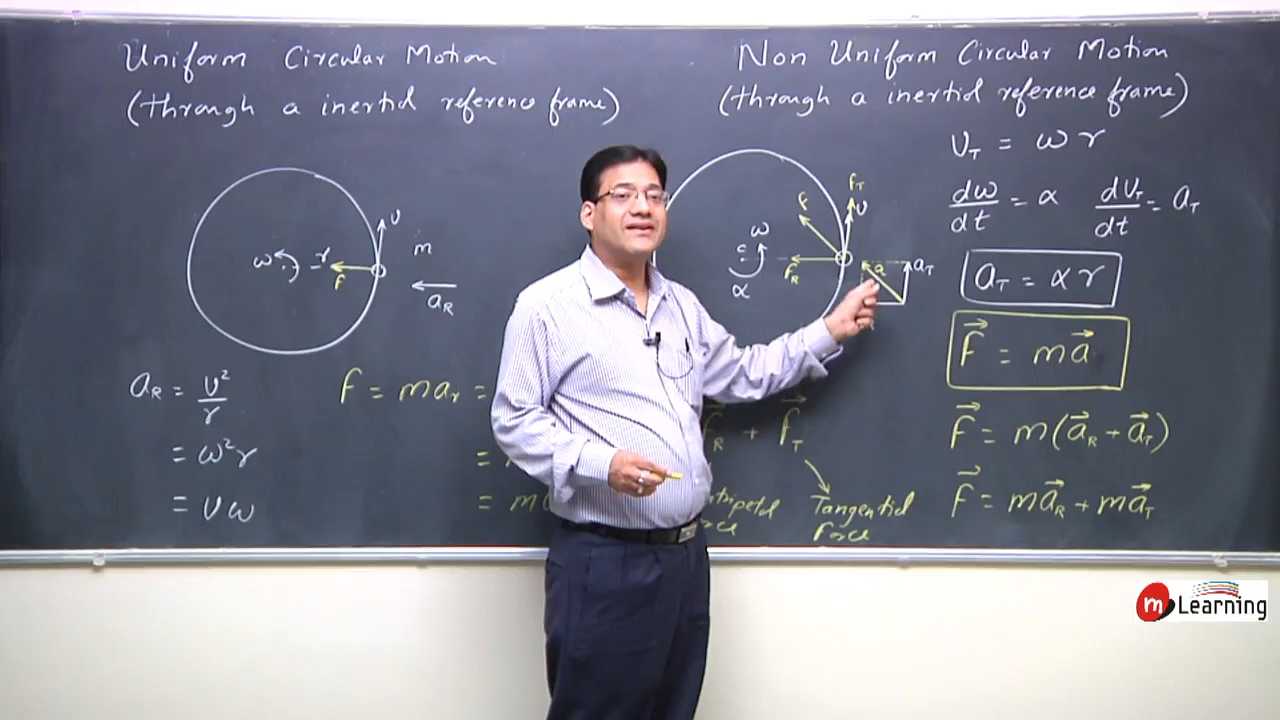 Uniform Circular Motion
(through a inertial reference frame)
v
m
ω r F
a_R
a_R = v²/r
= ω²r
= vω
F = ma_r =
=
= m
Non Uniform Circular Motion
(through a inertial reference frame)
v_T = ω r
dω/dt = α dv_T/dt = a_T
a_T = α r
F⃗ = ma⃗
F⃗ = m(a⃗_R + a⃗_T)
F⃗ = ma⃗_R + ma⃗_T
F_T
F v
ω
c
F_R a a_T
α
_R + F⃗_T
Tangential
Force
m Learning